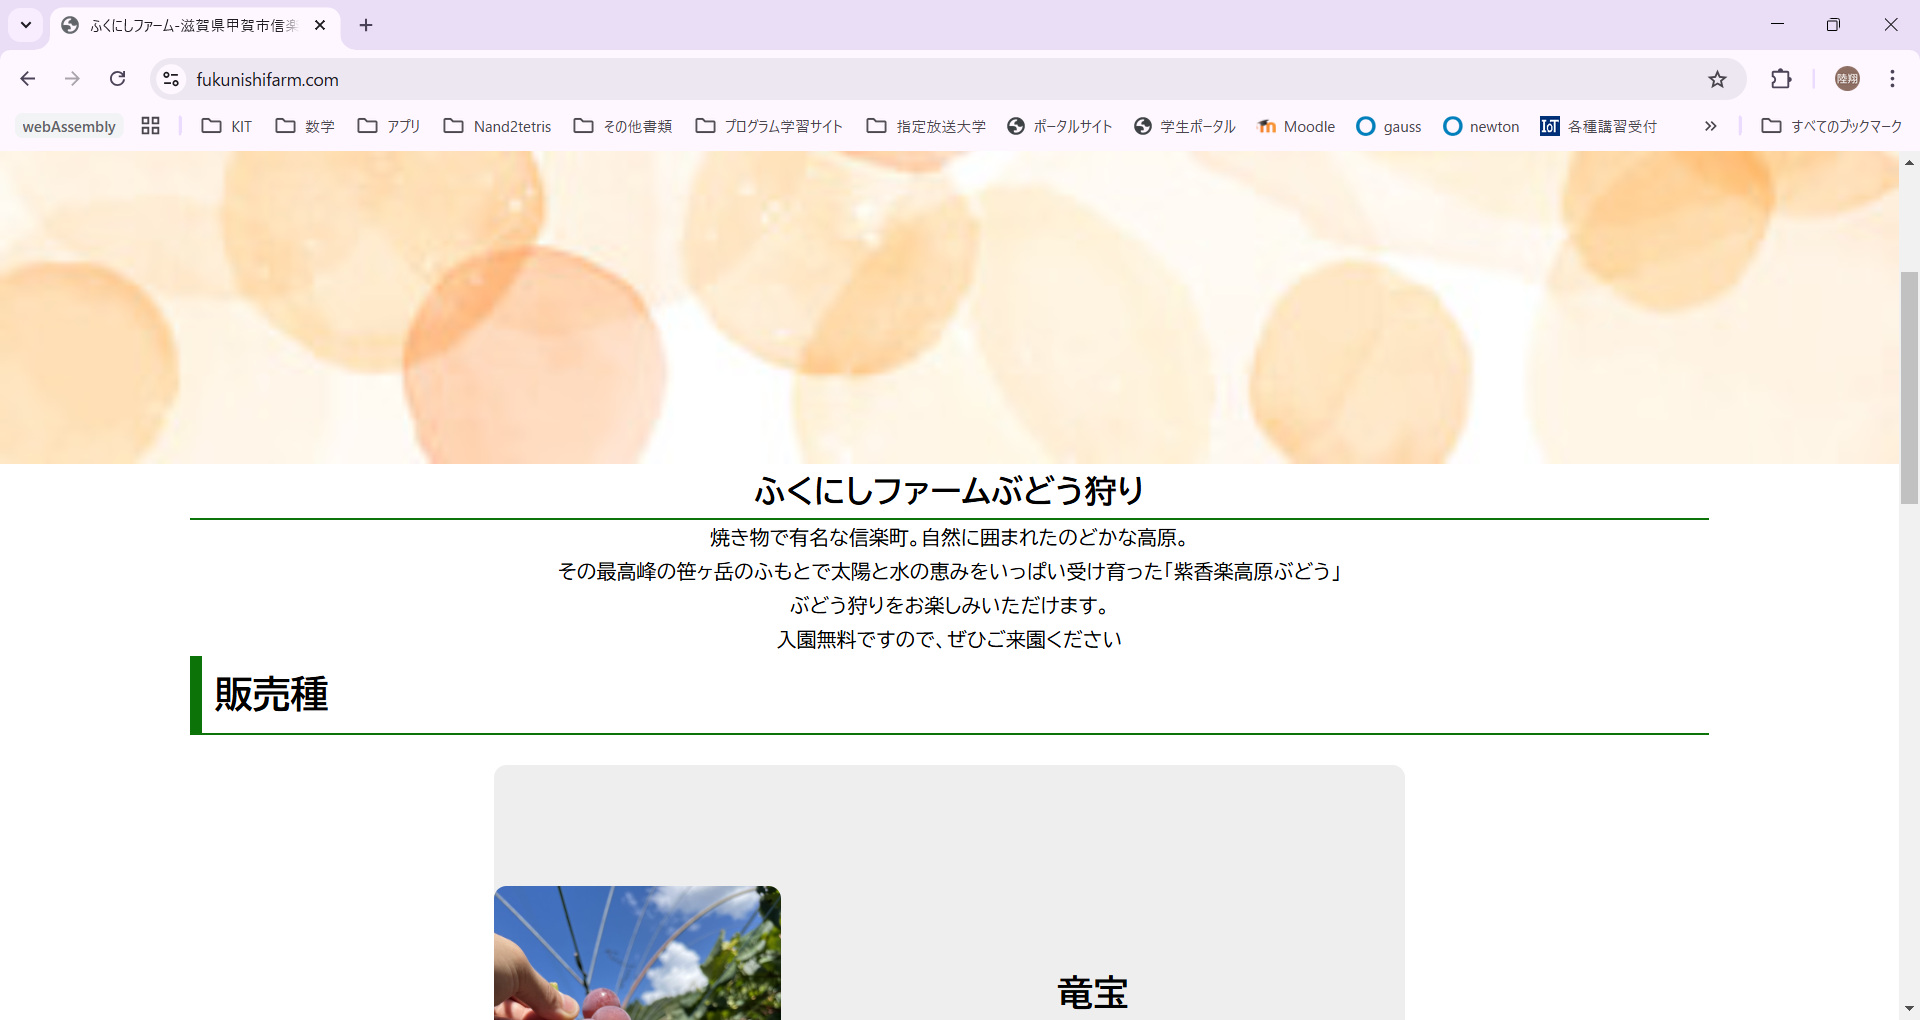 ふくにしファーム-滋賀県甲賀市信楽
fukunishifarm.com
陸翔
webAssembly KIT 数学 アプリ Nand2tetris その他書類 プログラム学習サイト 指定放送大学 ポータルサイト 学生ポータル Moodle gauss newton IoT 各種講習受付 すべてのブックマーク
ふくにしファームぶどう狩り
焼き物で有名な信楽町。自然に囲まれたのどかな高原。
その最高峰の笹ヶ岳のふもとで太陽と水の恵みをいっぱい受け育った「紫香楽高原ぶどう」
ぶどう狩りをお楽しみいただけます。
入園無料ですので、ぜひご来園ください
販売種
竜宝